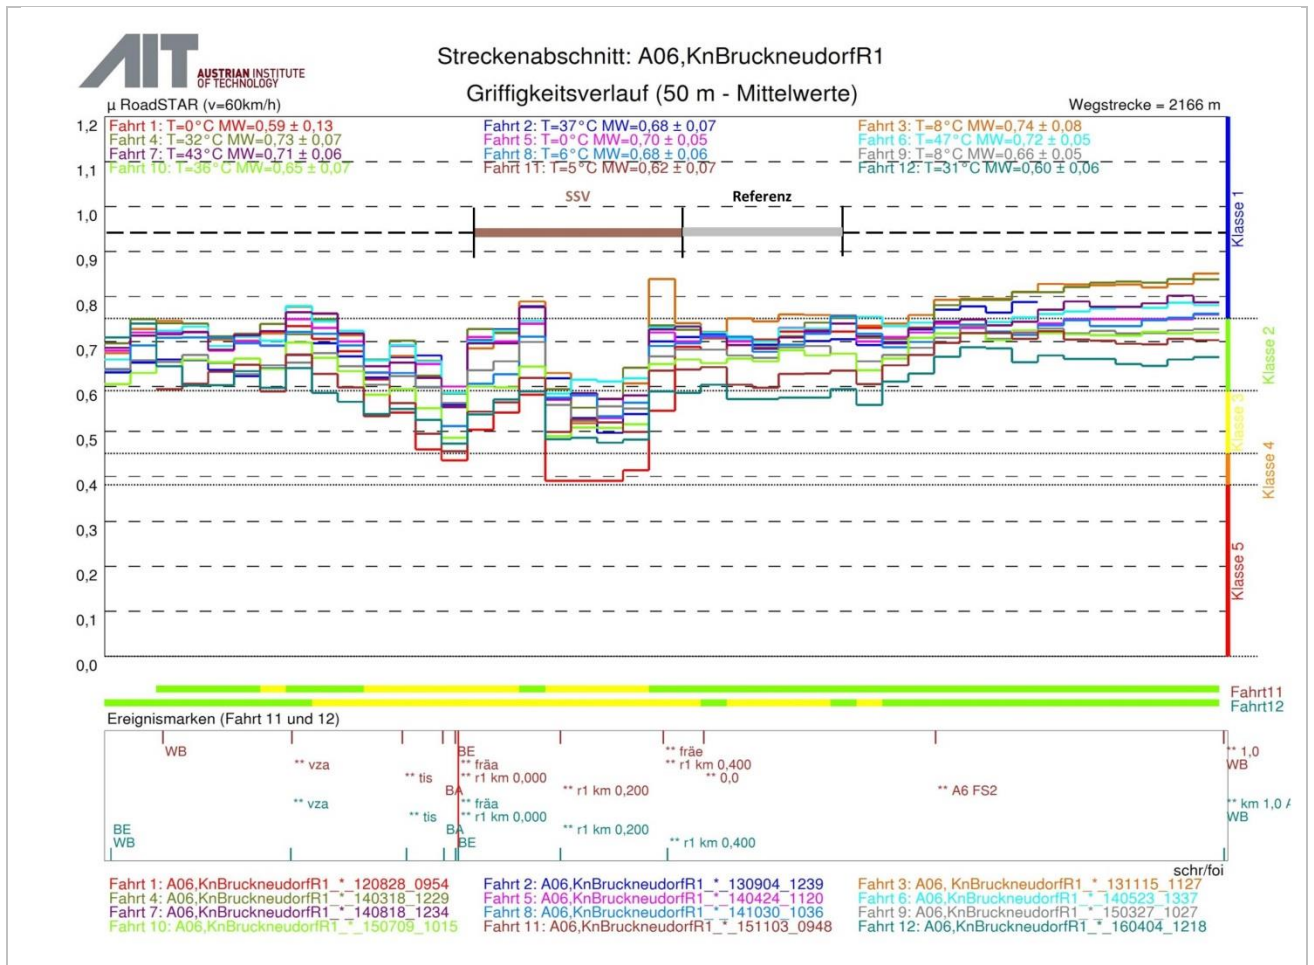 AIT AUSTRIAN INSTITUTE
OF TECHNOLOGY
Streckenabschnitt: A06,KnBruckneudorfR1
Griffigkeitsverlauf (50 m - Mittelwerte)
µ RoadSTAR (v=60km/h)
Wegstrecke = 2166 m
Fahrt 1: T=0°C MW=0,59 ± 0,13
Fahrt 2: T=37°C MW=0,68 ± 0,07
Fahrt 3: T=8°C MW=0,74 ± 0,08
Fahrt 4: T=32°C MW=0,73 ± 0,07
Fahrt 5: T=0°C MW=0,70 ± 0,05
Fahrt 6: T=47°C MW=0,72 ± 0,05
Fahrt 7: T=43°C MW=0,71 ± 0,06
Fahrt 8: T=6°C MW=0,68 ± 0,06
Fahrt 9: T=8°C MW=0,66 ± 0,05
Fahrt 10: T=36°C MW=0,65 ± 0,07
Fahrt 11: T=5°C MW=0,62 ± 0,07
Fahrt 12: T=31°C MW=0,60 ± 0,06
1,2
1,1
1,0
0,9
0,8
0,7
0,6
0,5
0,4
0,3
0,2
0,1
0,0
SSV
Referenz
Klasse 1
Klasse 2
Klasse 3
Klasse 4
Klasse 5
Fahrt11
Fahrt12
Ereignismarken (Fahrt 11 und 12)
WB
BE
** fräe
** 1,0
** vza
** fräa
** r1 km 0,400
WB
** tis
** r1 km 0,000
** 0,0
BA
** r1 km 0,200
** A6 FS2
** vza
** fräa
** km 1,0
** tis
** r1 km 0,000
WB
BE
BA
** r1 km 0,200
WB
BE
** r1 km 0,400
schr/foi
Fahrt 1: A06,KnBruckneudorfR1_*_120828_0954
Fahrt 2: A06,KnBruckneudorfR1_*_130904_1239
Fahrt 3: A06, KnBruckneudorfR1_*_131115_1127
Fahrt 4: A06,KnBruckneudorfR1_*_140318_1229
Fahrt 5: A06,KnBruckneudorfR1_*_140424_1120
Fahrt 6: A06,KnBruckneudorfR1_*_140523_1337
Fahrt 7: A06,KnBruckneudorfR1_*_140818_1234
Fahrt 8: A06,KnBruckneudorfR1_*_141030_1036
Fahrt 9: A06,KnBruckneudorfR1_*_150327_1027
Fahrt 10: A06,KnBruckneudorfR1_*_150709_1015
Fahrt 11: A06,KnBruckneudorfR1_*_151103_0948
Fahrt 12: A06,KnBruckneudorfR1_*_160404_1218